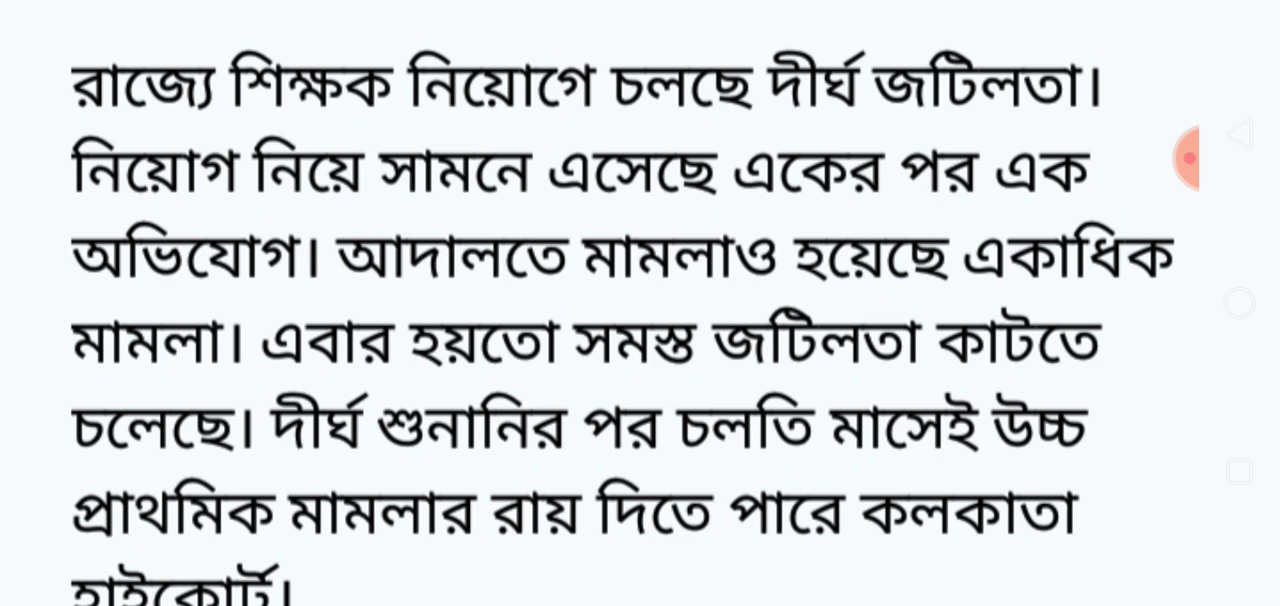 রাজ্যে শিক্ষক নিয়োগে চলছে দীর্ঘ জটিলতা।
নিয়োগ নিয়ে সামনে এসেছে একের পর এক
অভিযোগ। আদালতে মামলাও হয়েছে একাধিক
মামলা। এবার হয়তো সমস্ত জটিলতা কাটতে
চলেছে। দীর্ঘ শুনানির পর চলতি মাসেই উচ্চ
প্রাথমিক মামলার রায় দিতে পারে কলকাতা
হাইকোর্ট।